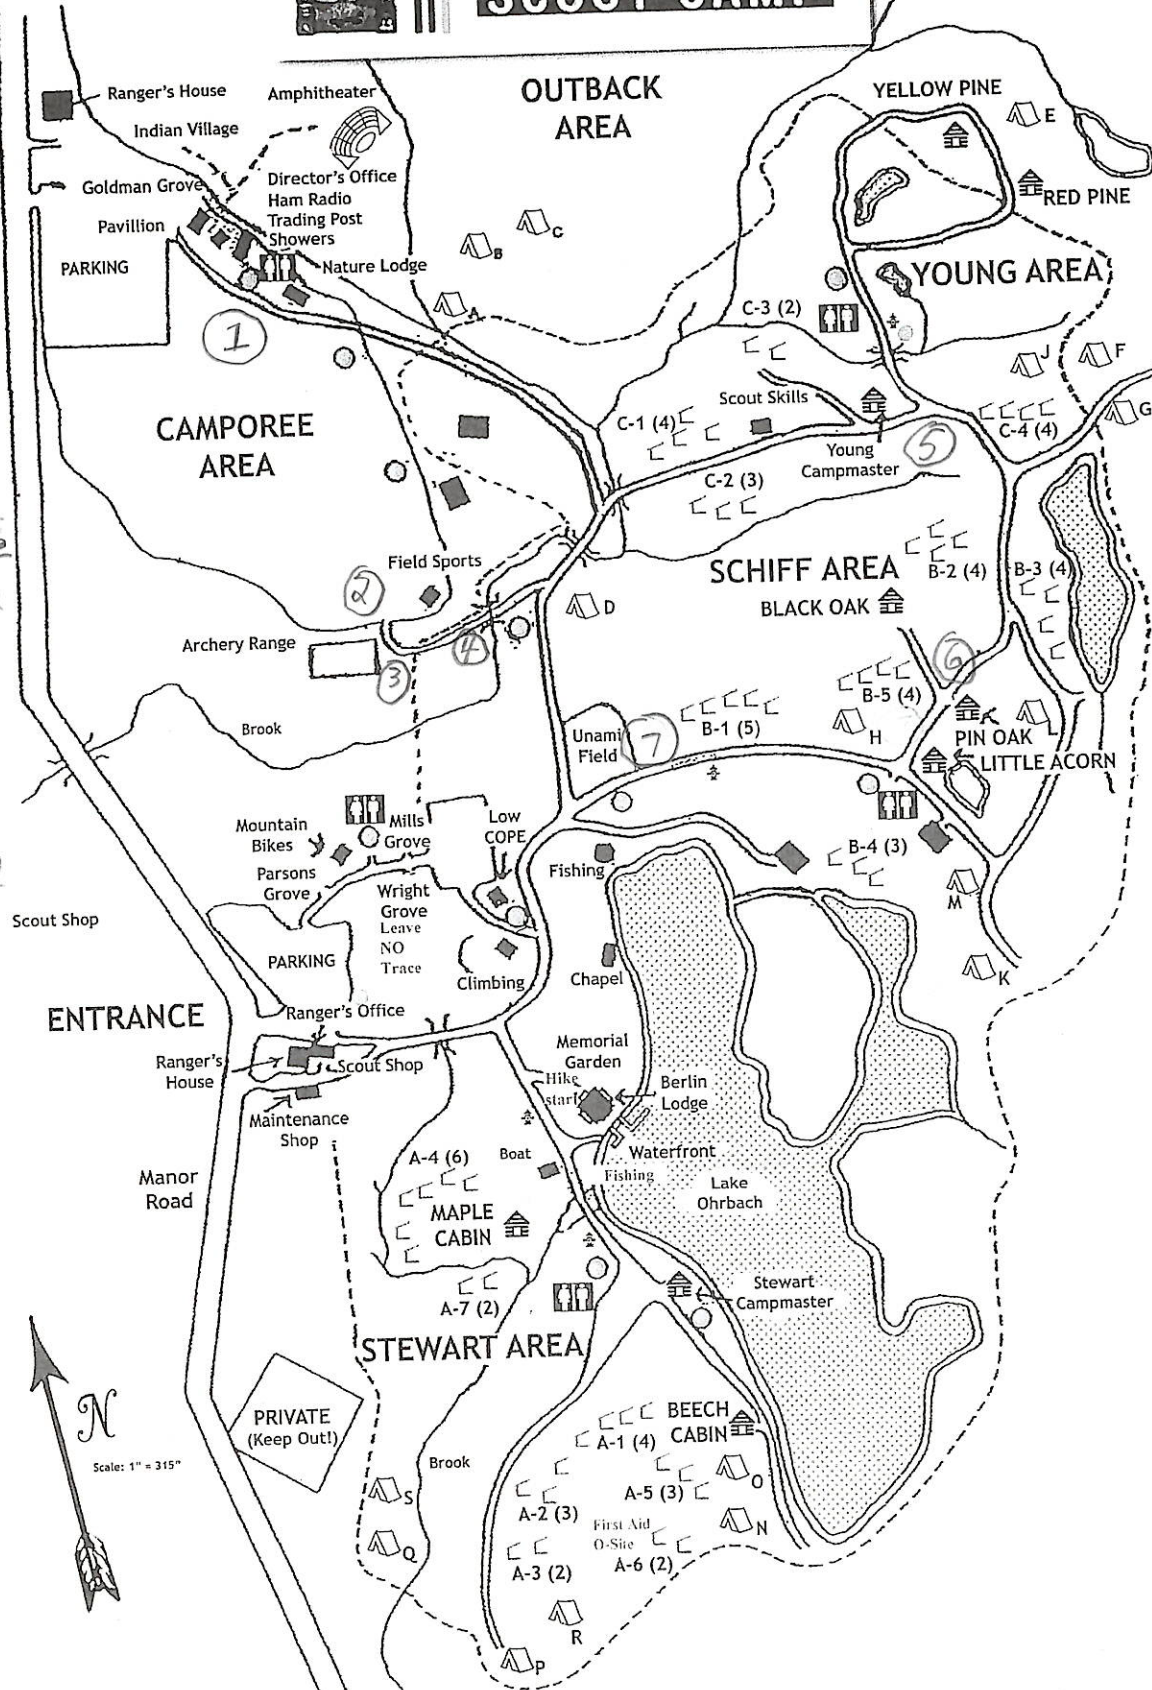 SCOUT CAMP
Ranger's House
Amphitheater
Indian Village
Goldman Grove
Pavillion
PARKING
Director's Office
Ham Radio
Trading Post
Showers
Nature Lodge
OUTBACK
AREA
YELLOW PINE
E
RED PINE
C
B
A
YOUNG AREA
C-3 (2)
1
J
F
G
Scout Skills
C-1 (4)
C-4 (4)
CAMPOREE
AREA
Young
Campmaster
5
C-2 (3)
Field Sports
2
SCHIFF AREA
B-2 (4)
B-3 (4)
BLACK OAK
D
Archery Range
3
4
6
B-5 (4)
Brook
Unami
Field
7
B-1 (5)
H
PIN OAK
L
LITTLE ACORN
Mountain
Bikes
Mills
Grove
Low
COPE
Parsons
Grove
Fishing
B-4 (3)
M
Wright
Grove
Leave
NO
Trace
Scout Shop
PARKING
Climbing
Chapel
K
ENTRANCE
Ranger's Office
Ranger's
House
Scout Shop
Memorial
Garden
Hike
start
Berlin
Lodge
Maintenance
Shop
Manor
Road
A-4 (6)
Boat
Waterfront
Fishing
Lake
Ohrbach
MAPLE
CABIN
A-7 (2)
Stewart
Campmaster
STEWART AREA
N
Scale: 1" = 315"
PRIVATE
(Keep Out!)
BEECH
CABIN
A-1 (4)
Brook
S
A-5 (3)
O
A-2 (3)
First Aid
O-Site
N
Q
A-3 (2)
A-6 (2)
R
P